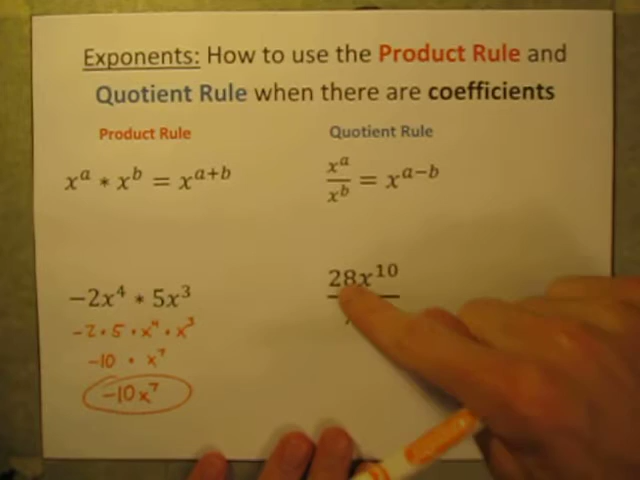 Exponents: How to use the Product Rule and
Quotient Rule when there are coefficients
Product Rule
x^a * x^b = x^{a+b}
-2x^4 * 5x^3
-2 · 5 · x^4 · x^3
-10 · x^7
-10x^7
Quotient Rule
x^a / x^b = x^{a-b}
28x^10